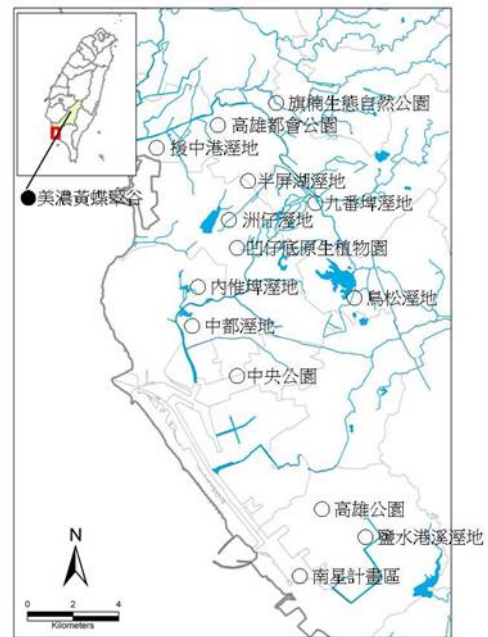 旗楠生態自然公園
高雄都會公園
援中港溼地
半屏湖溼地
美濃黃蝶翠谷
九番埤溼地
洲仔溼地
凹仔底原生植物園
內惟埤溼地
鳥松溼地
中都溼地
中央公園
高雄公園
鹽水港溪溼地
N
南星計畫區
0 2 4
Kilometers